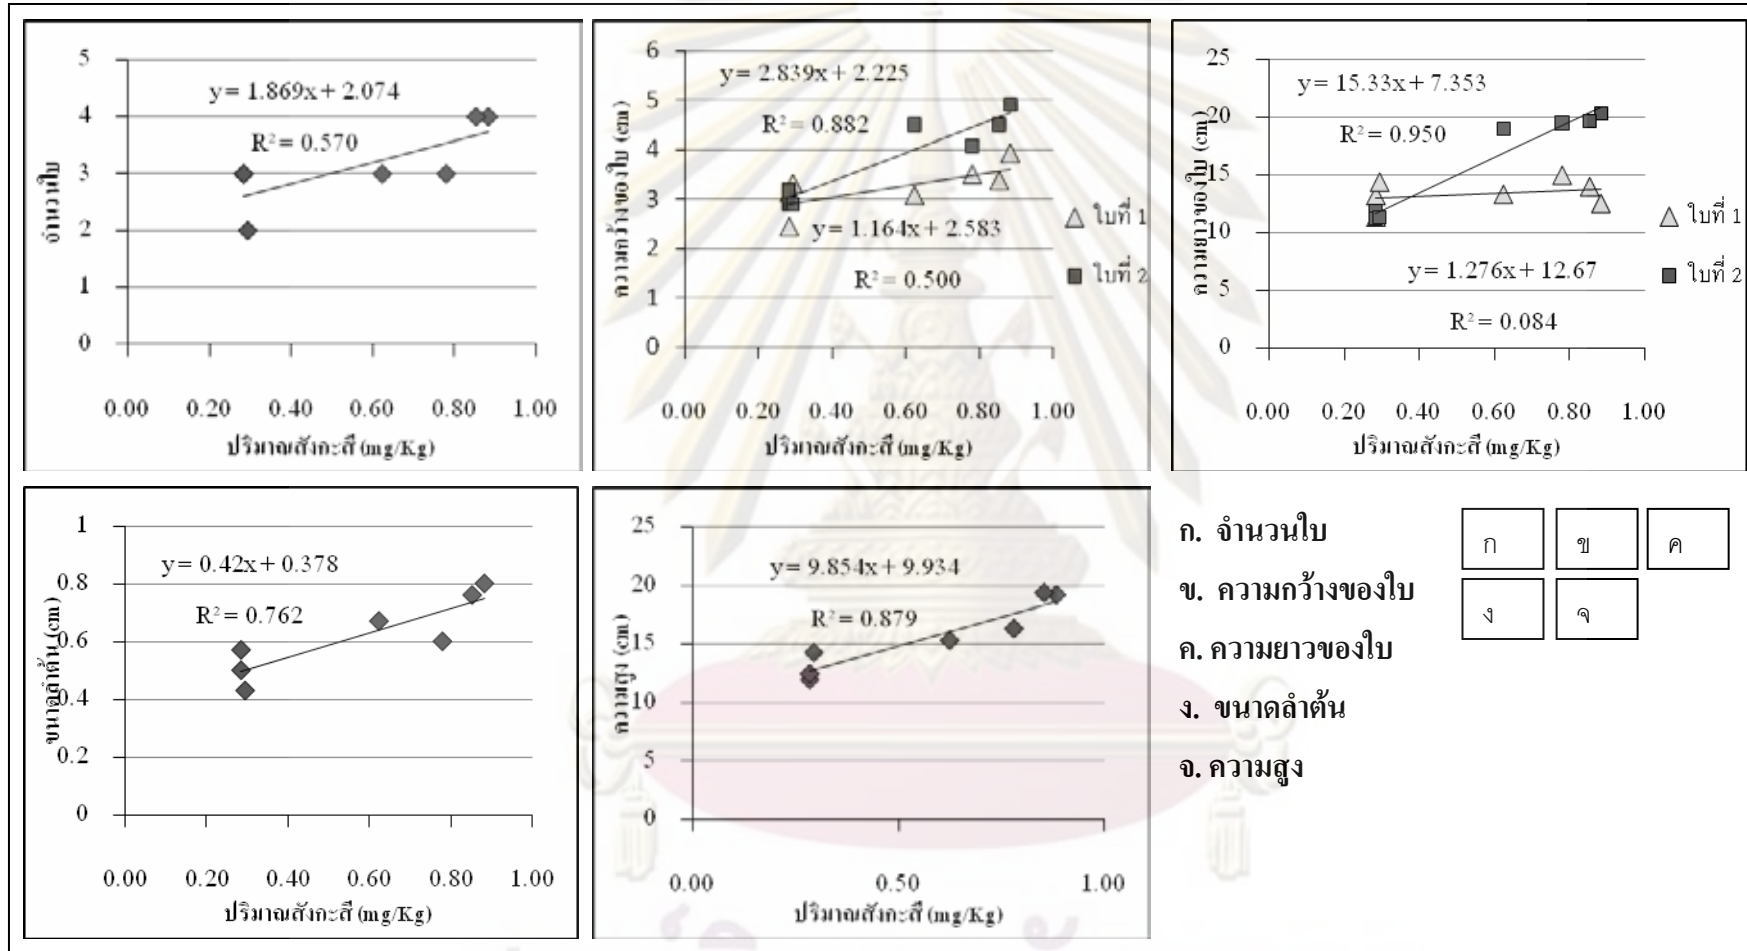 5
4
3
2
1
0
y = 1.869x + 2.074
R² = 0.570
จำนวนใบ
0.00 0.20 0.40 0.60 0.80 1.00
ปริมาณสังกะสี (mg/Kg)
6
5
4
3
2
1
0
y = 2.839x + 2.225
R² = 0.882
y = 1.164x + 2.583
R² = 0.500
ความกว้างของใบ (cm)
ใบที่ 1
ใบที่ 2
0.00 0.20 0.40 0.60 0.80 1.00
ปริมาณสังกะสี (mg/Kg)
25
20
15
10
5
0
y = 15.33x + 7.353
R² = 0.950
y = 1.276x + 12.67
R² = 0.084
ความยาวของใบ (cm)
ใบที่ 1
ใบที่ 2
0.00 0.20 0.40 0.60 0.80 1.00
ปริมาณสังกะสี (mg/Kg)
1
0.8
0.6
0.4
0.2
0
y = 0.42x + 0.378
R² = 0.762
ขนาดลำต้น (cm)
0.00 0.20 0.40 0.60 0.80 1.00
ปริมาณสังกะสี (mg/Kg)
25
20
15
10
5
0
y = 9.854x + 9.934
R² = 0.879
ความสูง (cm)
0.00 0.50 1.00
ปริมาณสังกะสี (mg/Kg)
ก. จำนวนใบ
ข. ความกว้างของใบ
ค. ความยาวของใบ
ง. ขนาดลำต้น
จ. ความสูง
ก ข ค
ง จ